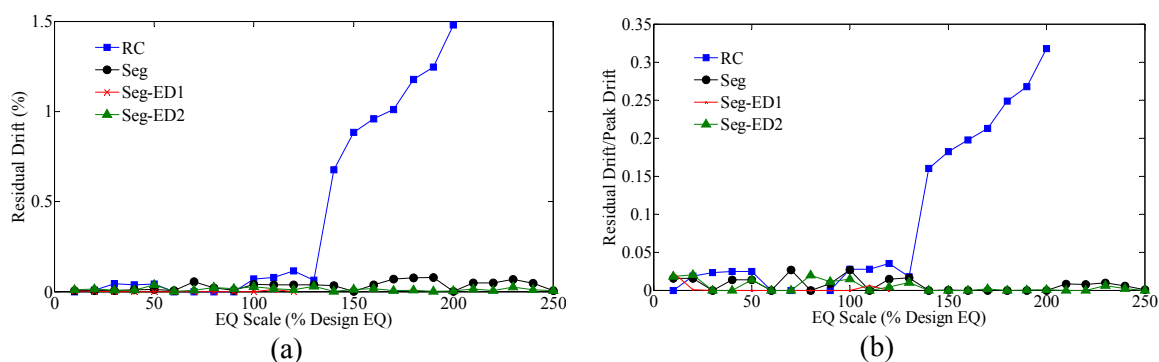 1.5
1
0.5
0
Residual Drift (%)
RC
Seg
Seg-ED1
Seg-ED2
0 50 100 150 200 250
EQ Scale (% Design EQ)
(a)
0.35
0.3
0.25
0.2
0.15
0.1
0.05
0
Residual Drift/Peak Drift
RC
Seg
Seg-ED1
Seg-ED2
0 50 100 150 200 250
EQ Scale (% Design EQ)
(b)